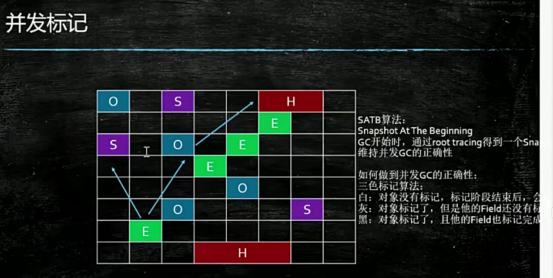 并发标记
O S H
E
S O E
E
O
O S
E
H
SATB算法:
Snapshot At The Beginning
GC开始时,通过root tracing得到一个Sna
维持并发GC的正确性
如何做到并发GC的正确性:
三色标记算法:
白:对象没有标记,标记阶段结束后,会
灰:对象标记了,但是他的Field还没有标
黑:对象标记了,且他的Field也标记完成